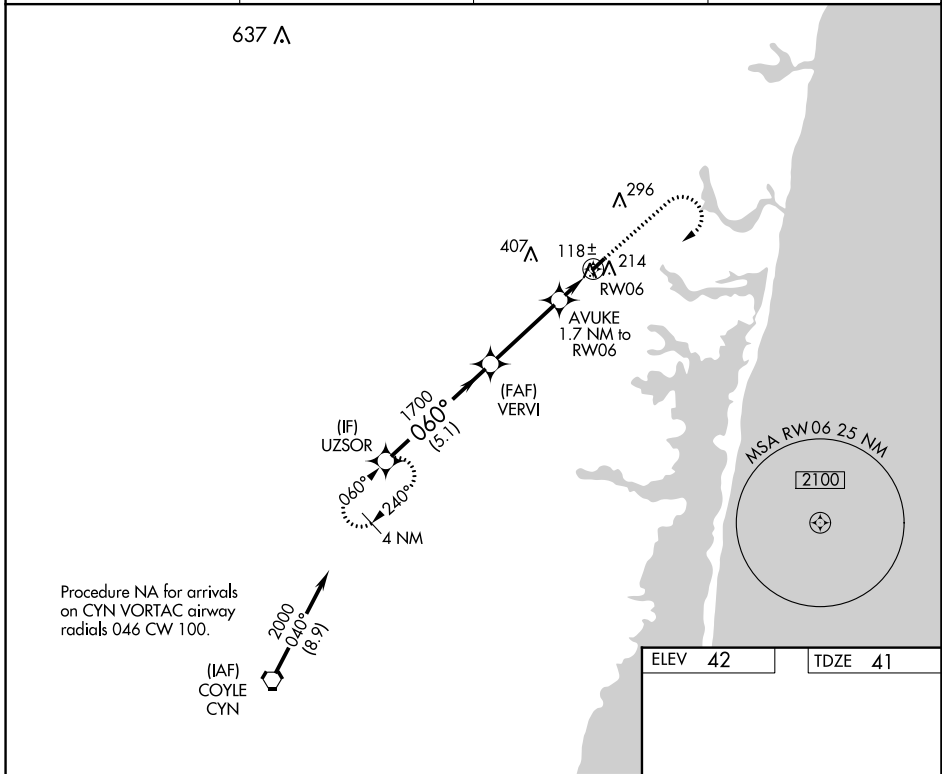 637
296
407
118±
214
RW06
AVUKE
1.7 NM to
RW06
(FAF)
VERVI
1700
060°
(5.1)
(IF)
UZSOR
060°
240°
4 NM
MSA RW06 25 NM
2100
Procedure NA for arrivals
on CYN VORTAC airway
radials 046 CW 100.
2000
040°
(8.9)
(IAF)
COYLE
CYN
ELEV 42
TDZE 41